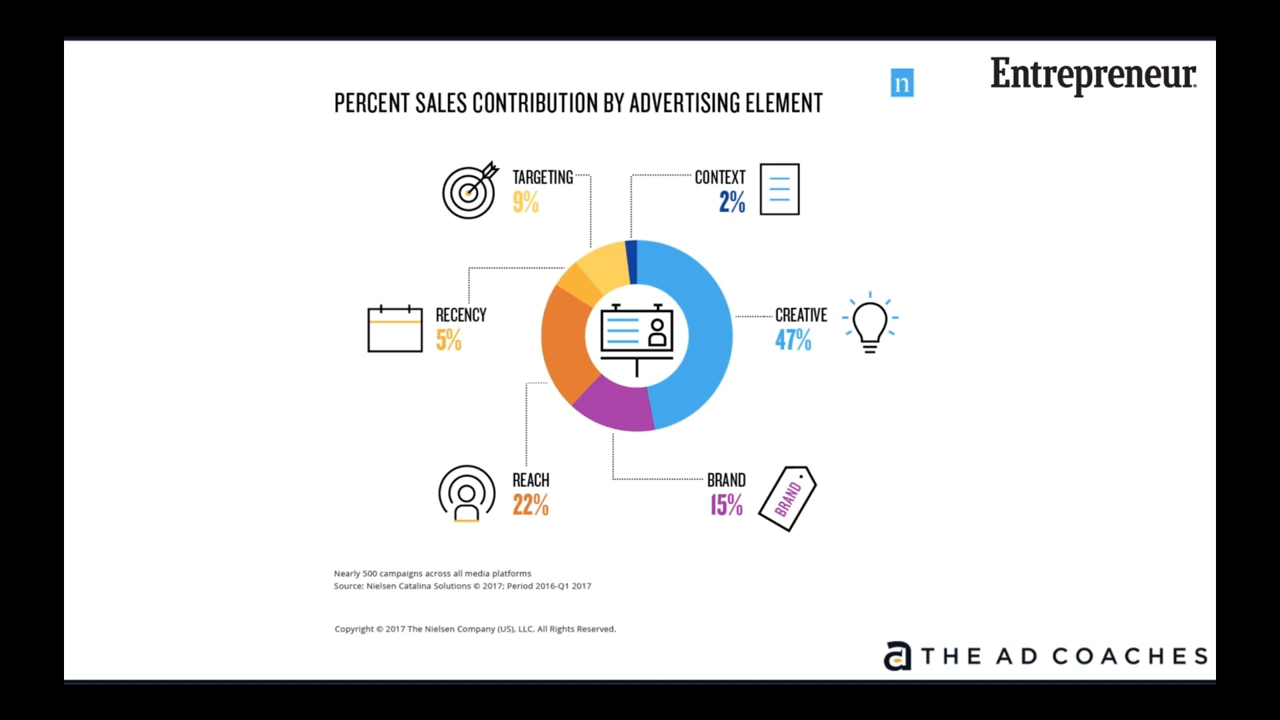 n
Entrepreneur
PERCENT SALES CONTRIBUTION BY ADVERTISING ELEMENT
TARGETING
9%
CONTEXT
2%
RECENCY
5%
CREATIVE
47%
REACH
22%
BRAND
15%
BRAND
Nearly 500 campaigns across all media platforms
Source: Nielsen Catalina Solutions © 2017; Period 2016-Q1 2017
Copyright © 2017 The Nielsen Company (US), LLC. All Rights Reserved.
a THE AD COACHES